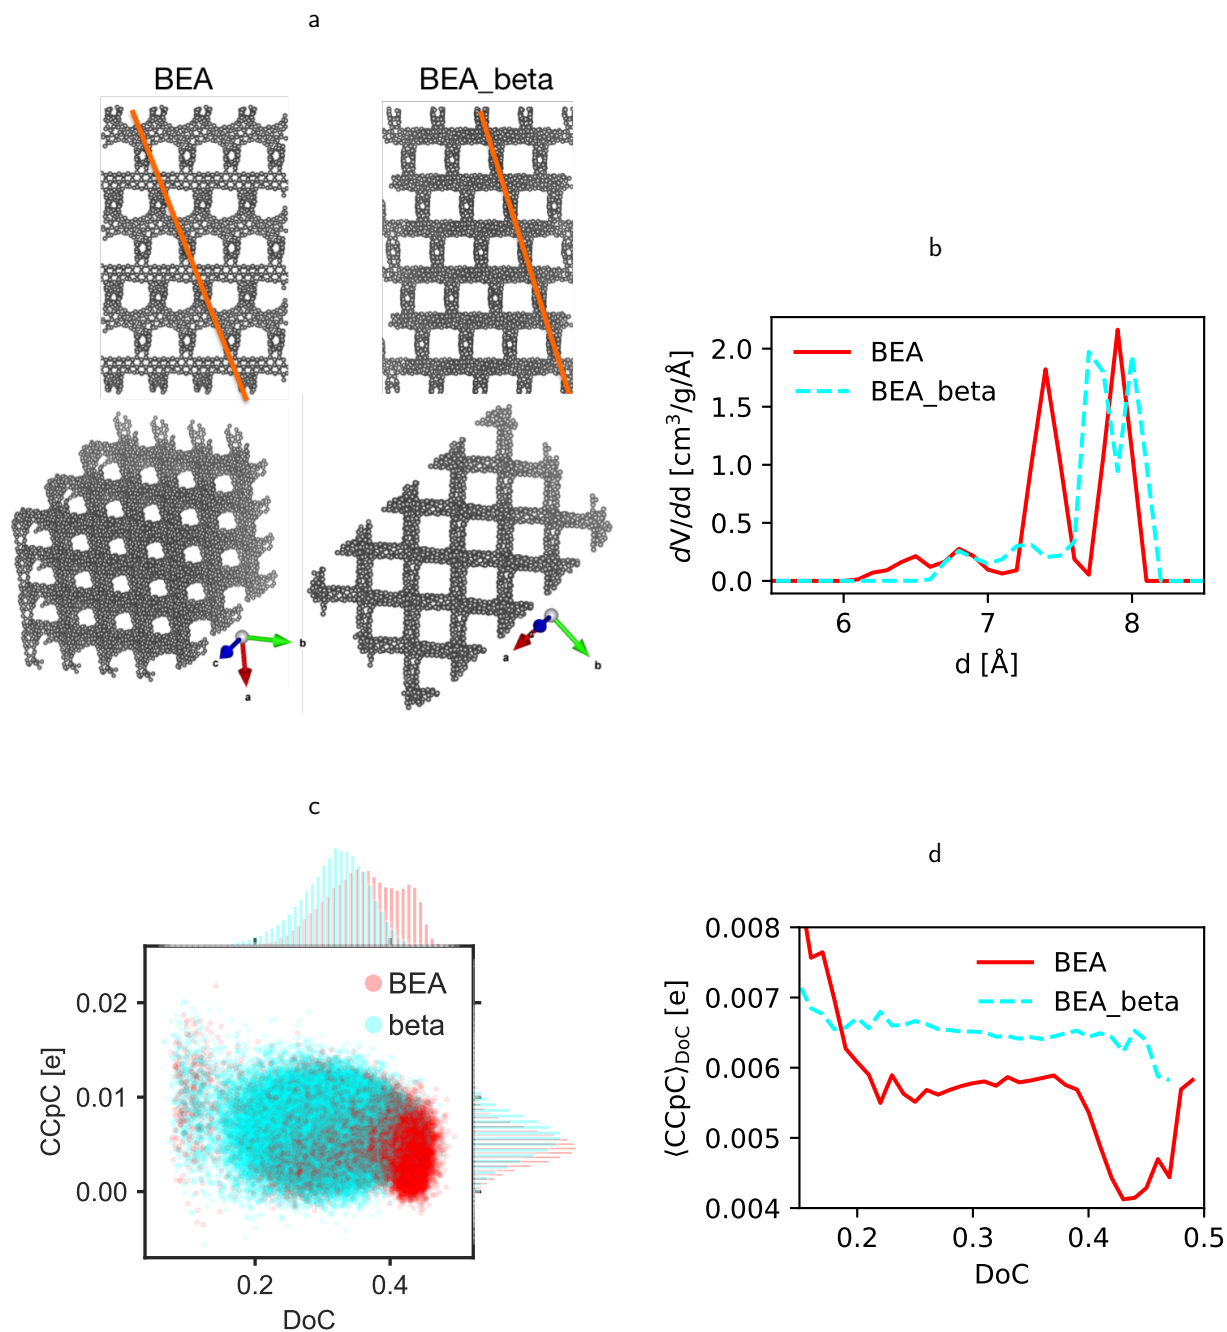 a
BEA
BEA_beta
c
b
a
c
a
b
b
BEA
BEA_beta
dV/dd [cm³/g/Å]
2.0
1.5
1.0
0.5
0.0
6
7
8
d [Å]
c
BEA
beta
CCpC [e]
0.02
0.01
0.00
0.2
0.4
DoC
d
BEA
BEA_beta
⟨CCpC⟩DoC [e]
0.008
0.007
0.006
0.005
0.004
0.2
0.3
0.4
0.5
DoC